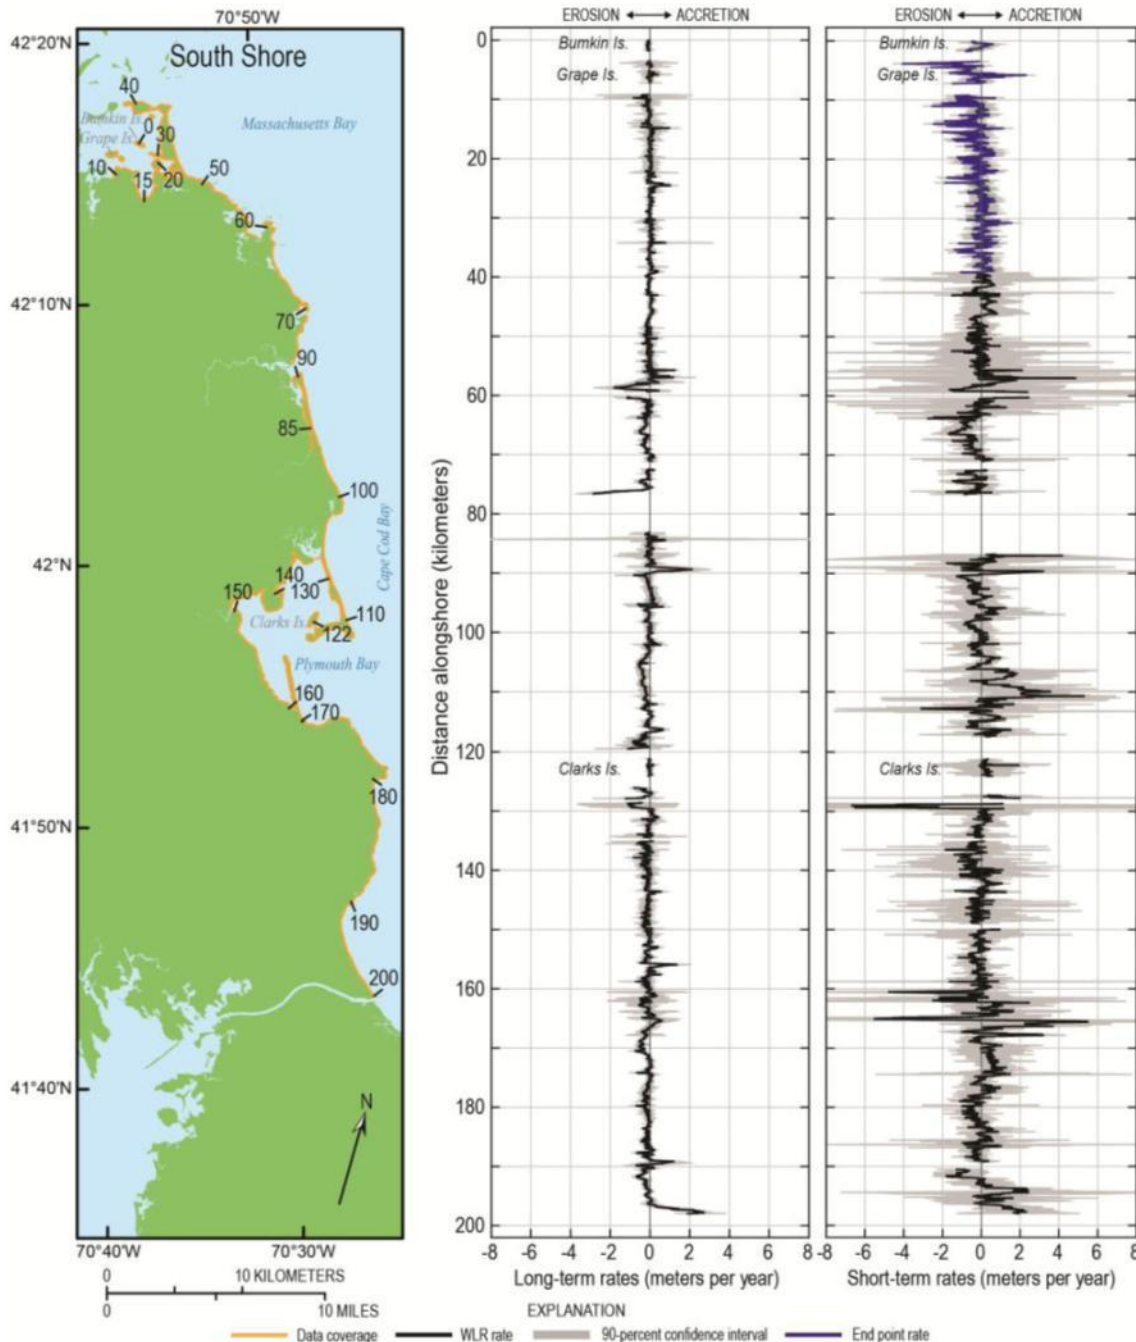 70°50'W
EROSION ACCRETION EROSION ACCRETION
42°20'N
South Shore
0
Bumkin Is.
Bumkin Is.
Grape Is.
Grape Is.
40
Bumkin Is.
0
Grape Is.
30
Massachusetts Bay
10
15
20
50
20
60
42°10'N
40
70
90
60
85
Distance alongshore (kilometers)
100
80
Cape Cod Bay
42°N
140
150
130
110
Clarks Is.
122
100
Plymouth Bay
160
170
120
Clarks Is.
Clarks Is.
180
41°50'N
140
190
200
160
41°40'N
N
180
200
70°40'W 70°30'W
-8 -6 -4 -2 0 2 4 6 8
-8 -6 -4 -2 0 2 4 6 8
Long-term rates (meters per year)
Short-term rates (meters per year)
0 10 KILOMETERS
0 10 MILES
EXPLANATION
Data coverage WLR rate 90-percent confidence interval End point rate